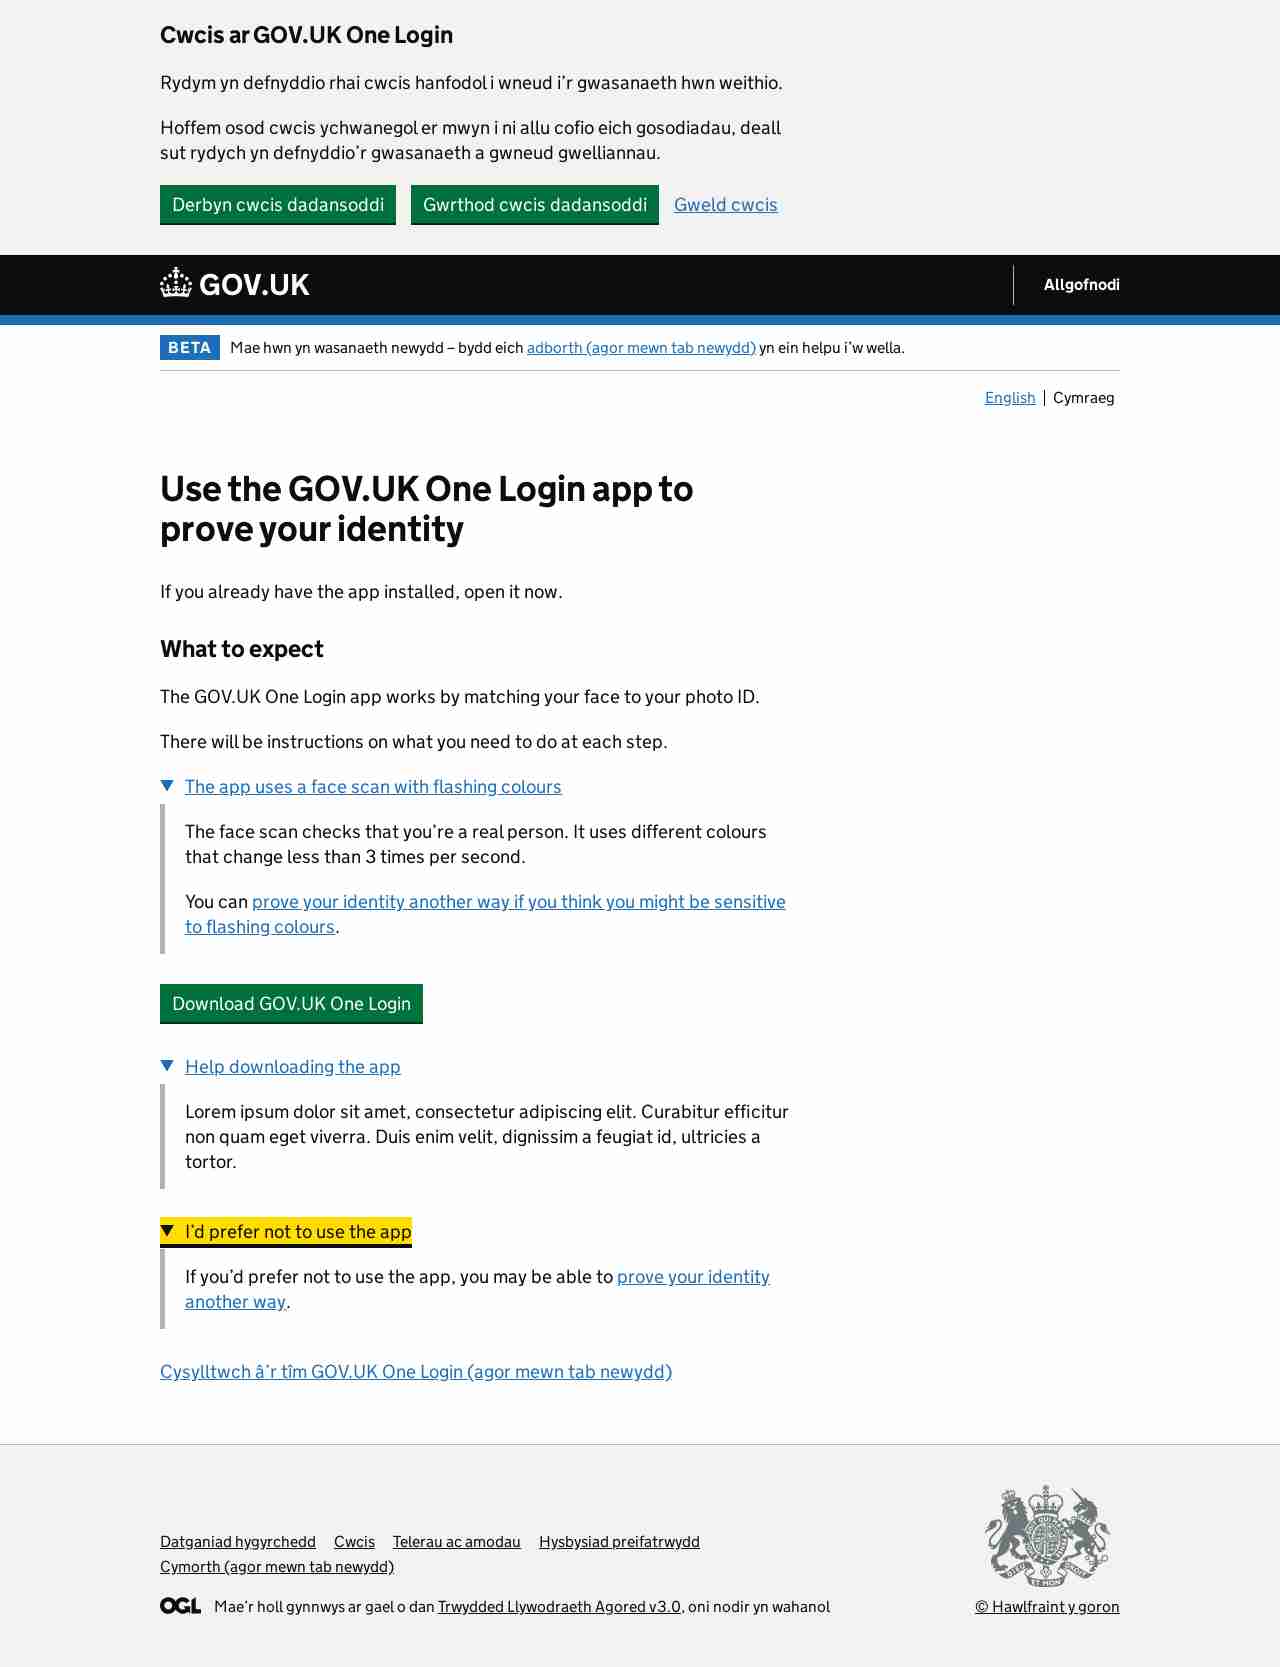 Cwcis ar GOV.UK One Login
Rydym yn defnyddio rhai cwcis hanfodol i wneud i’r gwasanaeth hwn weithio.
Hoffem osod cwcis ychwanegol er mwyn i ni allu cofio eich gosodiadau, deall
sut rydych yn defnyddio’r gwasanaeth a gwneud gwelliannau.
Derbyn cwcis dadansoddi Gwrthod cwcis dadansoddi Gweld cwcis
GOV.UK Allgofnodi
BETA Mae hwn yn wasanaeth newydd – bydd eich adborth (agor mewn tab newydd) yn ein helpu i’w wella.
English Cymraeg
Use the GOV.UK One Login app to
prove your identity
If you already have the app installed, open it now.
What to expect
The GOV.UK One Login app works by matching your face to your photo ID.
There will be instructions on what you need to do at each step.
The app uses a face scan with flashing colours
The face scan checks that you’re a real person. It uses different colours
that change less than 3 times per second.
You can prove your identity another way if you think you might be sensitive
to flashing colours.
Download GOV.UK One Login
Help downloading the app
Lorem ipsum dolor sit amet, consectetur adipiscing elit. Curabitur efficitur
non quam eget viverra. Duis enim velit, dignissim a feugiat id, ultricies a
tortor.
I’d prefer not to use the app
If you’d prefer not to use the app, you may be able to prove your identity
another way.
Cysylltwch â’r tîm GOV.UK One Login (agor mewn tab newydd)
Datganiad hygyrchedd Cwcis Telerau ac amodau Hysbysiad preifatrwydd
Cymorth (agor mewn tab newydd)
OGL Mae’r holl gynnwys ar gael o dan Trwydded Llywodraeth Agored v3.0, oni nodir yn wahanol
DIEU ET MON DROIT
© Hawlfraint y goron